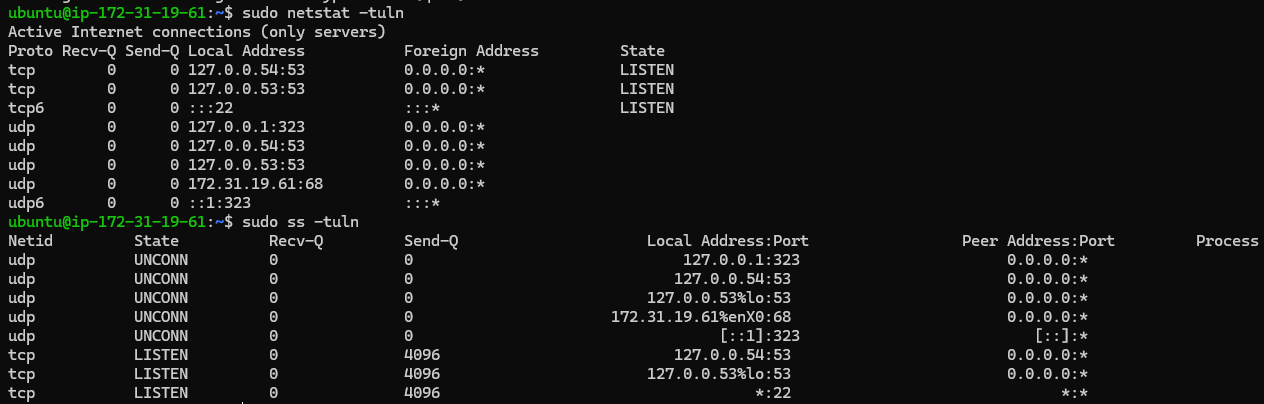 ubuntu@ip-172-31-19-61:~$ sudo netstat -tuln
Active Internet connections (only servers)
Proto Recv-Q Send-Q Local Address           Foreign Address         State
tcp        0      0 127.0.0.54:53           0.0.0.0:*               LISTEN
tcp        0      0 127.0.0.53:53           0.0.0.0:*               LISTEN
tcp6       0      0 :::22                   :::*                    LISTEN
udp        0      0 127.0.0.1:323           0.0.0.0:*
udp        0      0 127.0.0.54:53           0.0.0.0:*
udp        0      0 127.0.0.53:53           0.0.0.0:*
udp        0      0 172.31.19.61:68         0.0.0.0:*
udp6       0      0 ::1:323                 :::*
ubuntu@ip-172-31-19-61:~$ sudo ss -tuln
Netid         State          Recv-Q         Send-Q                     Local Address:Port                 Peer Address:Port         Process
udp           UNCONN         0              0                              127.0.0.1:323                       0.0.0.0:*
udp           UNCONN         0              0                             127.0.0.54:53                        0.0.0.0:*
udp           UNCONN         0              0                          127.0.0.53%lo:53                        0.0.0.0:*
udp           UNCONN         0              0                      172.31.19.61%enX0:68                        0.0.0.0:*
udp           UNCONN         0              0                                  [::1]:323                          [::]:*
tcp           LISTEN         0              4096                          127.0.0.54:53                        0.0.0.0:*
tcp           LISTEN         0              4096                       127.0.0.53%lo:53                        0.0.0.0:*
tcp           LISTEN         0              4096                                   *:22                              *:*